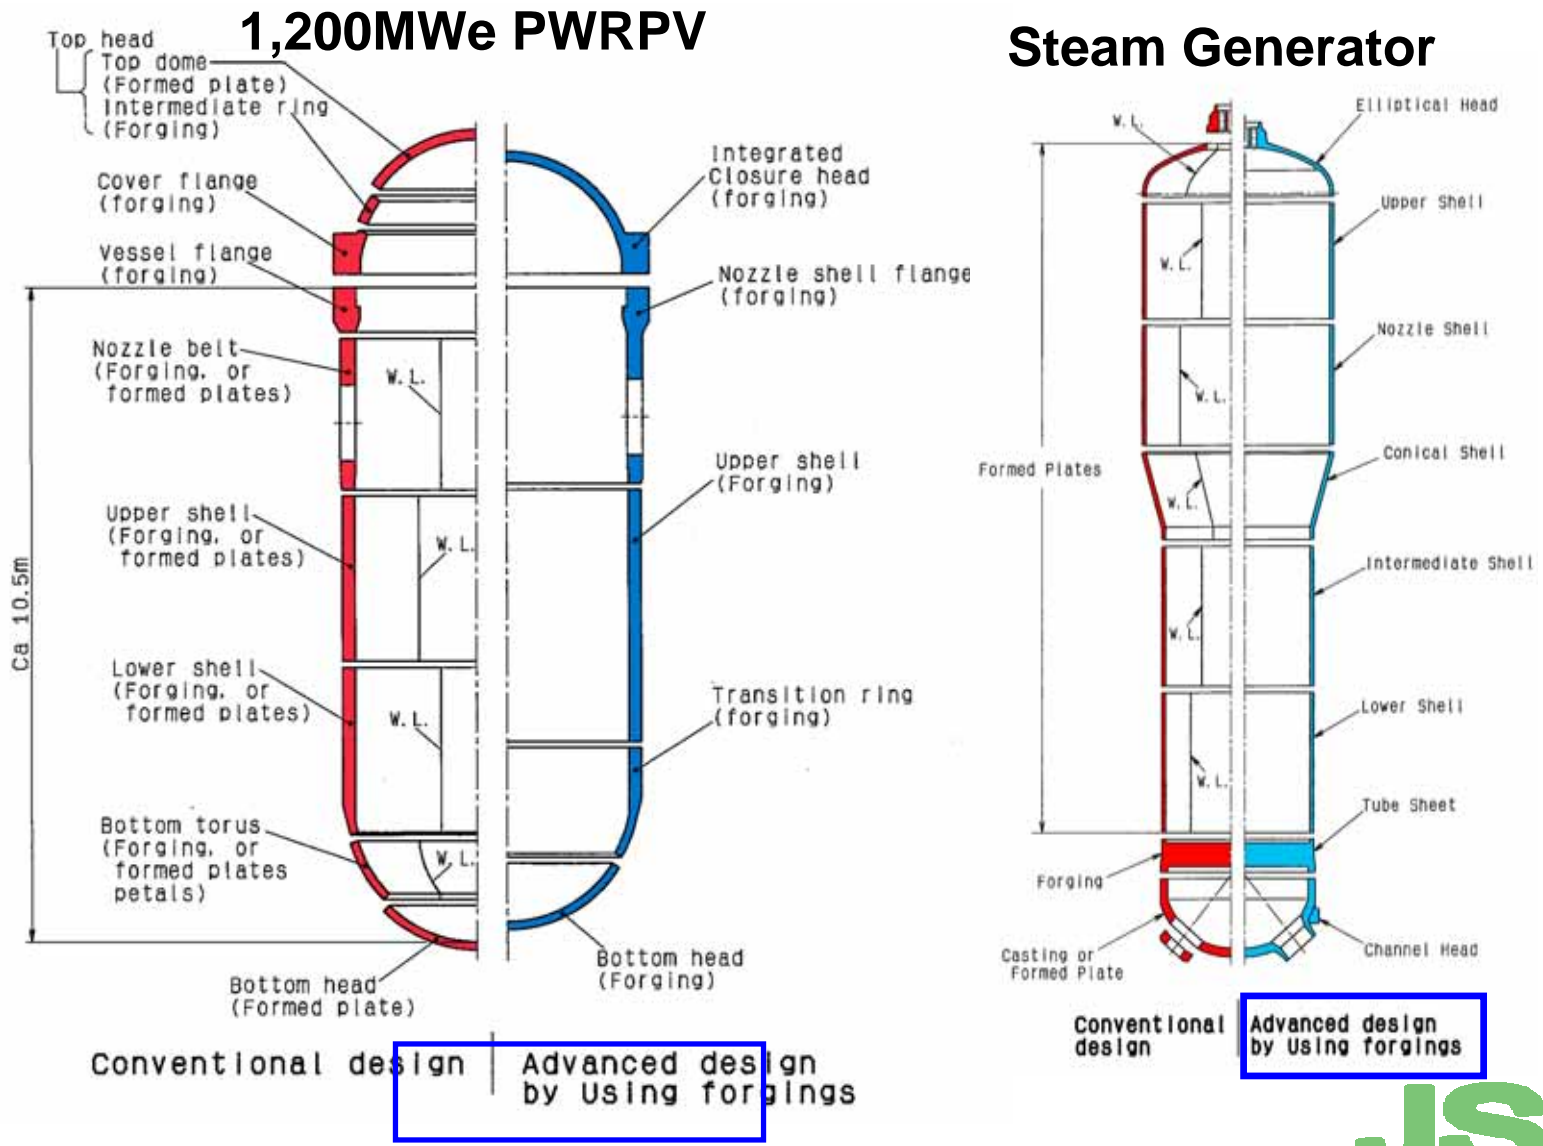 1,200MWe PWRPV
Top head
Top dome
(Formed plate)
Intermediate ring
(Forging)
Cover flange
(forging)
Vessel flange
(forging)
Nozzle belt
(Forging, or
formed plates)
Upper shell
(Forging, or
formed plates)
Lower shell
(Forging, or
formed plates)
Bottom torus
(Forging, or
formed plates
petals)
Bottom head
(Formed plate)
Ca 10.5m
W.L.
W.L.
W.L.
W.L.
Integrated
Closure head
(forging)
Nozzle shell flange
(forging)
Upper shell
(Forging)
Transition ring
(forging)
Bottom head
(Forging)
Conventional design
Advanced design
by Using forgings
Steam Generator
W.L.
W.L.
W.L.
W.L.
W.L.
W.L.
Formed Plates
Forging
Casting or
Formed Plate
Elliptical Head
Upper Shell
Nozzle Shell
Conical Shell
Intermediate Shell
Lower Shell
Tube Sheet
Channel Head
Conventional
design
Advanced design
by Using forgings
JS